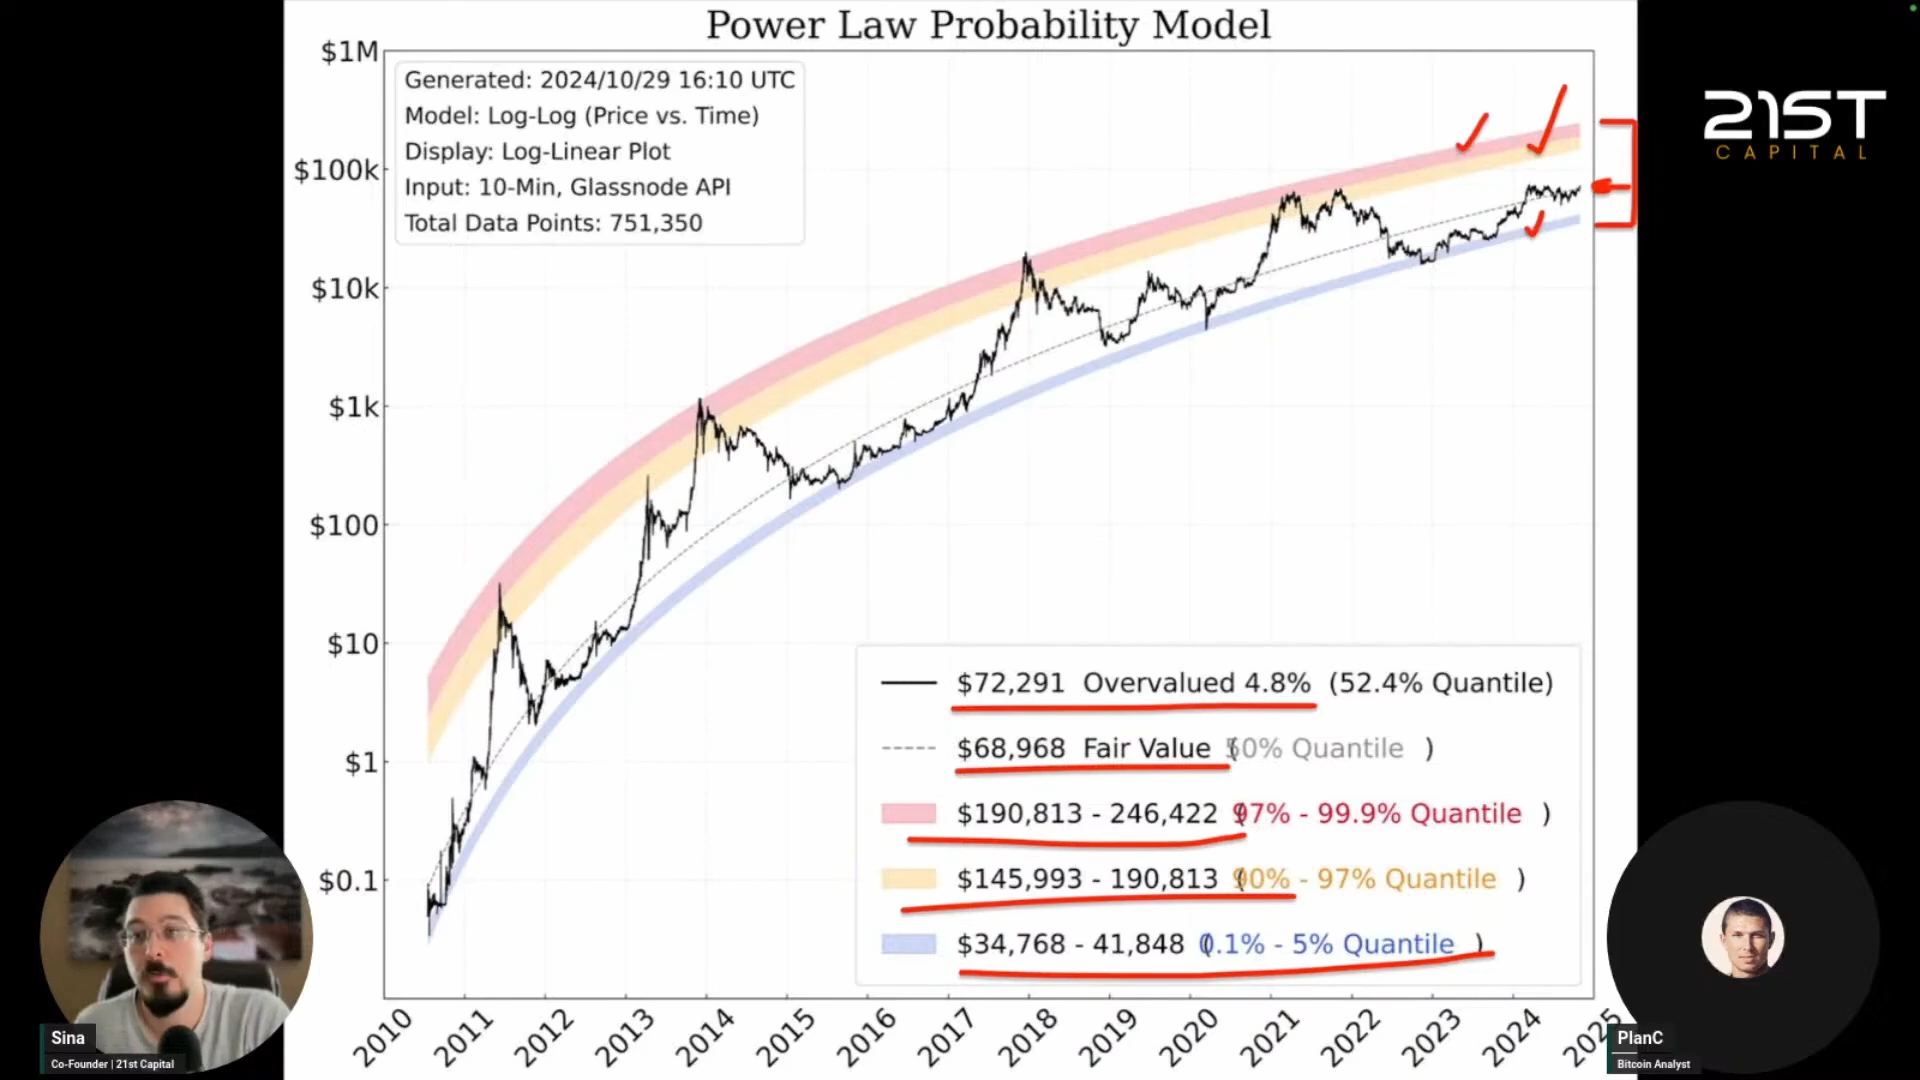 Power Law Probability Model
$1M
$100k
$10k
$1k
$100
$10
$1
$0.1
Generated: 2024/10/29 16:10 UTC
Model: Log-Log (Price vs. Time)
Display: Log-Linear Plot
Input: 10-Min, Glassnode API
Total Data Points: 751,350
21ST
CAPITAL
$72,291 Overvalued 4.8% (52.4% Quantile)
$68,968 Fair Value (50% Quantile )
$190,813 - 246,422 (97% - 99.9% Quantile )
$145,993 - 190,813 (90% - 97% Quantile )
$34,768 - 41,848 (0.1% - 5% Quantile )
2010 2011 2012 2013 2014 2015 2016 2017 2018 2019 2020 2021 2022 2023 2024 2025
Sina
Co-Founder | 21st Capital
PlanC
Bitcoin Analyst